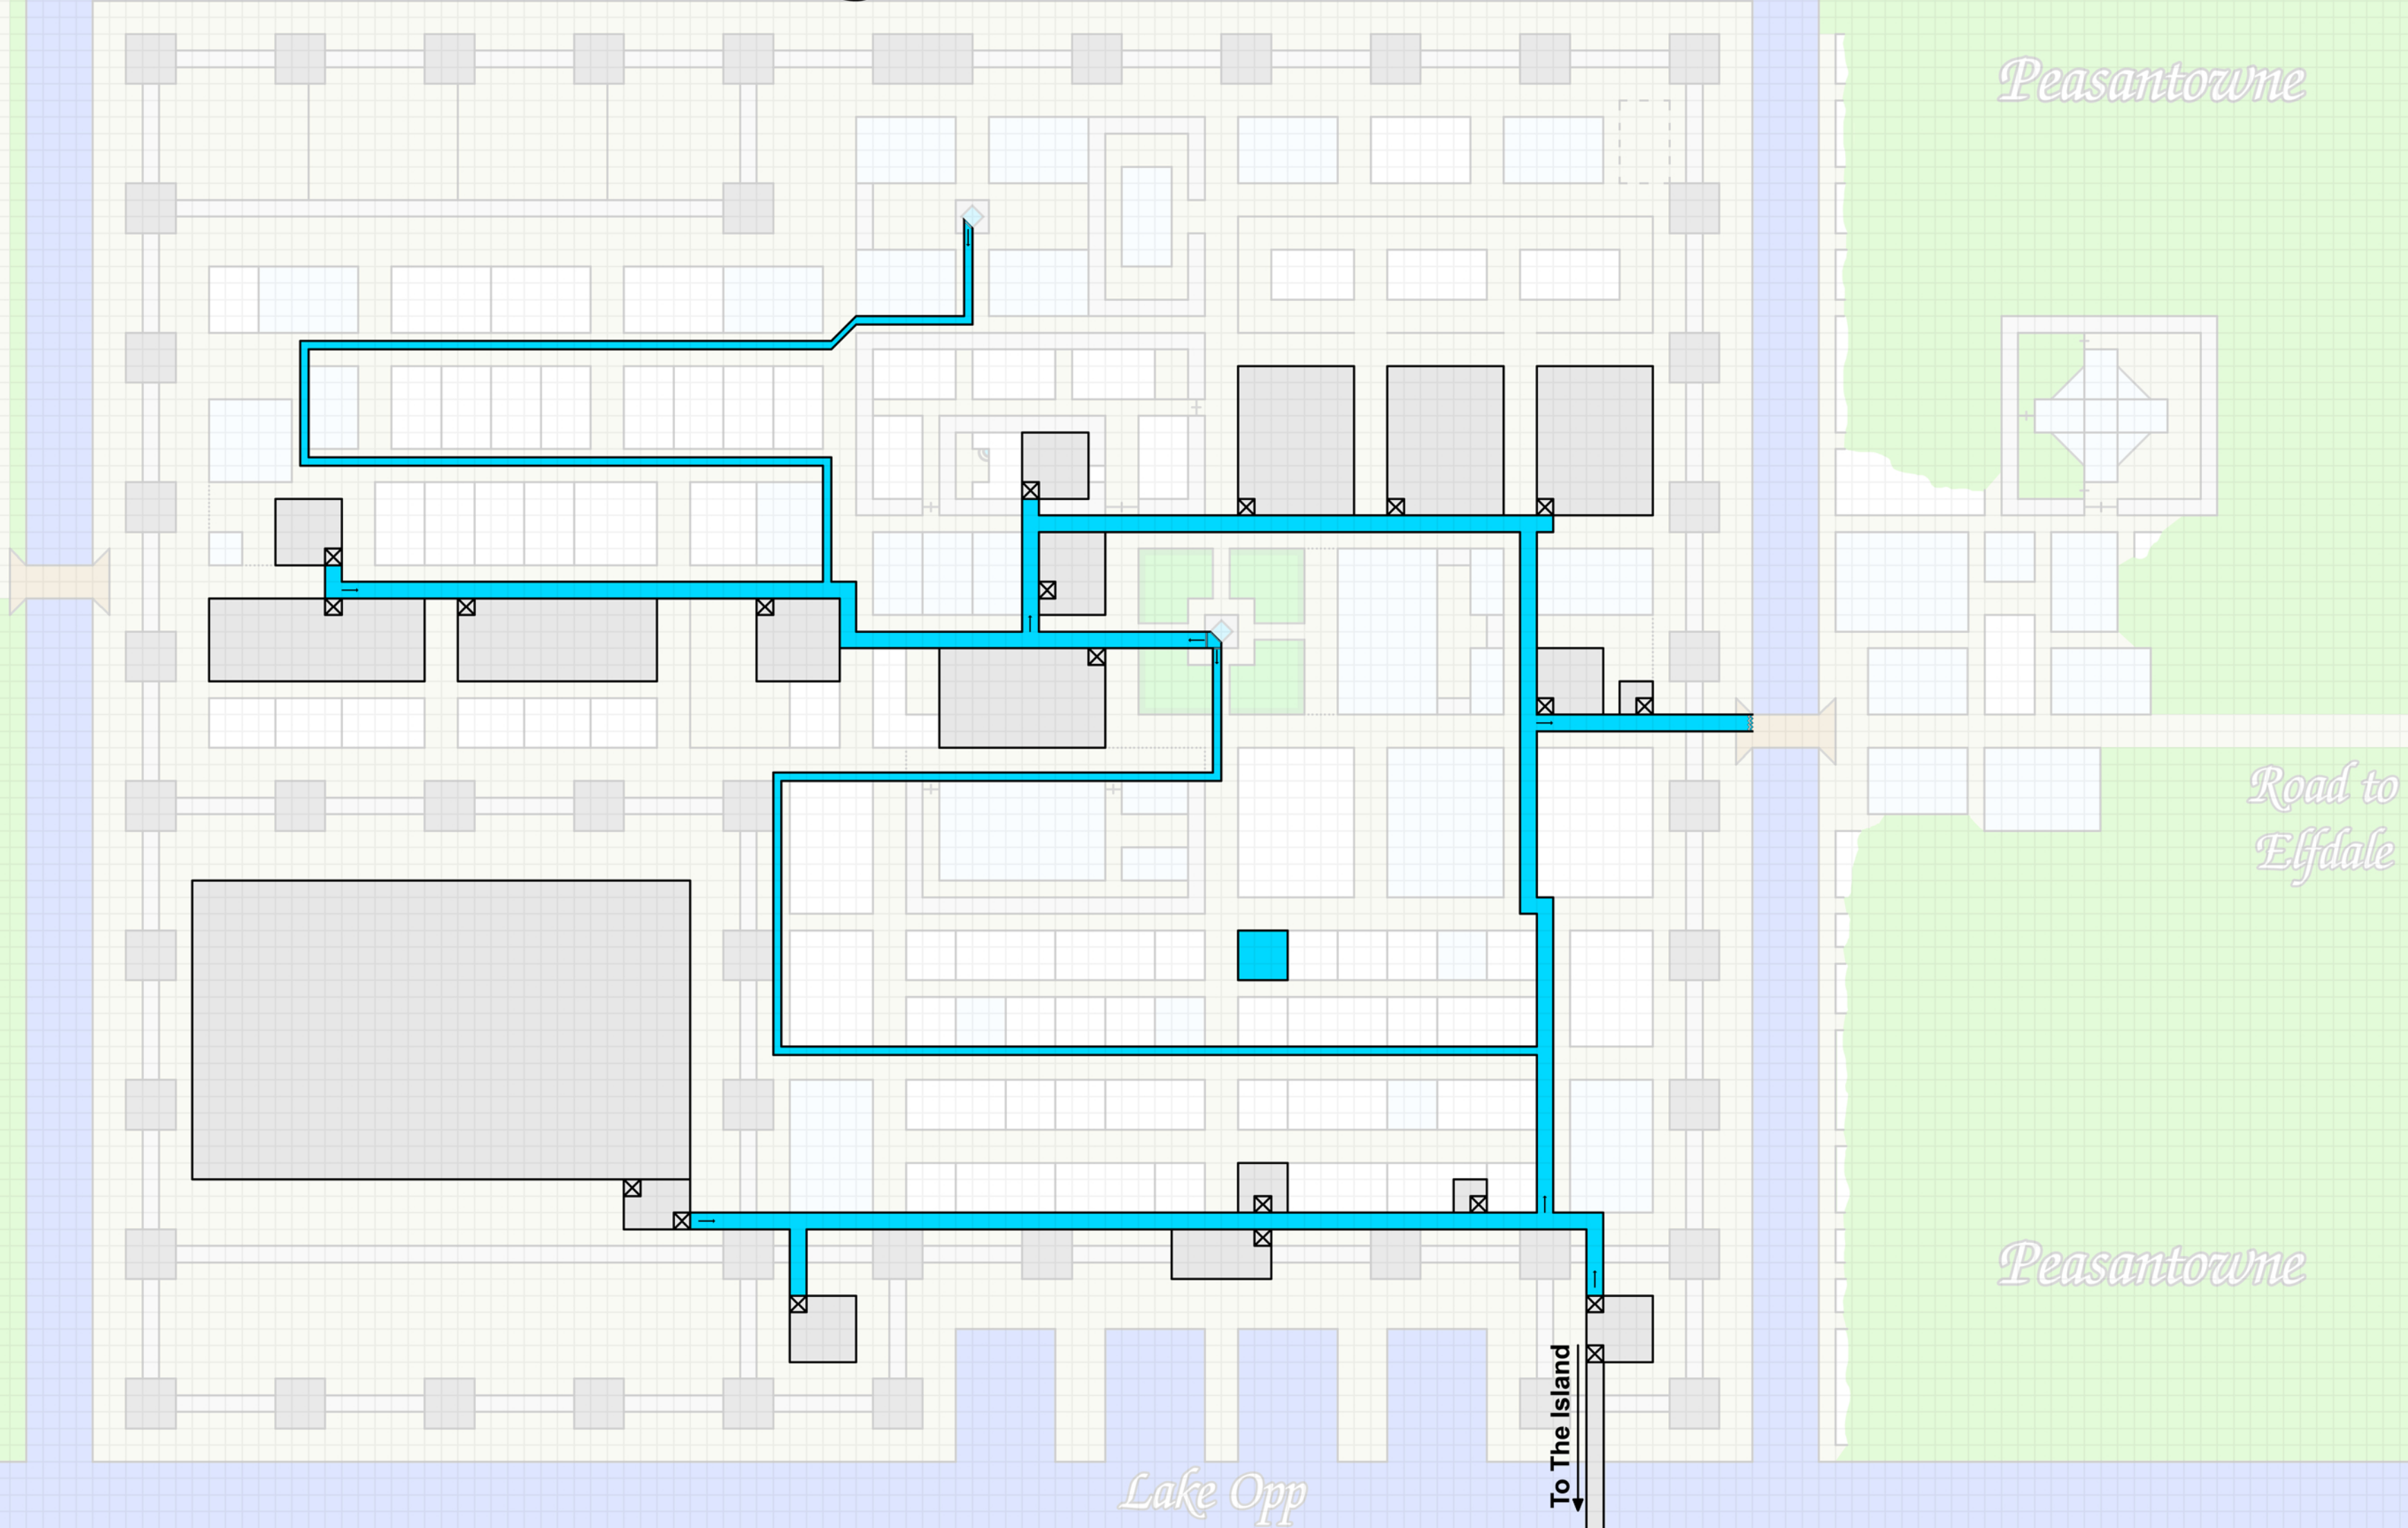 Peasantowne
Road to
Elfdale
Peasantowne
To The Island
Lake Opp